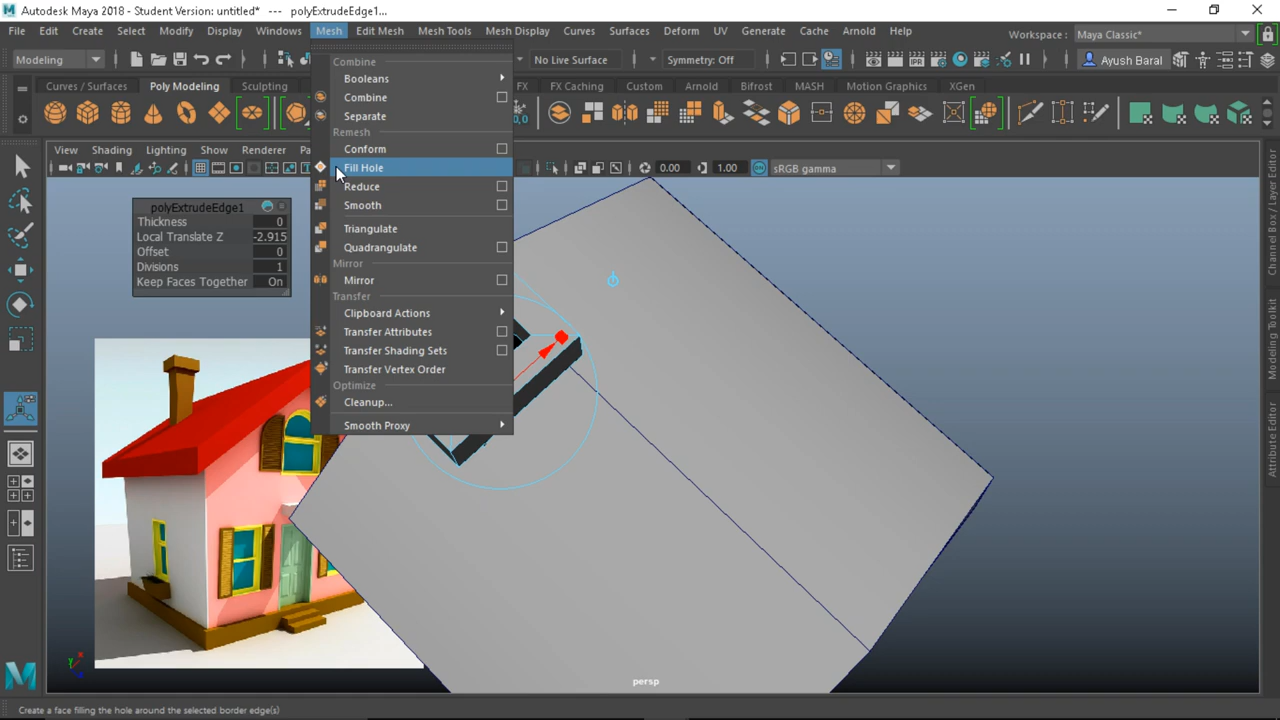 Autodesk Maya 2018 - Student Version: untitled* --- polyExtrudeEdge1...
File Edit Create Select Modify Display Windows Mesh Edit Mesh Mesh Tools Mesh Display Curves Surfaces Deform UV Generate Cache Arnold Help
Workspace : Maya Classic*
Modeling No Live Surface Symmetry: Off Ayush Baral
Curves / Surfaces Poly Modeling Sculpting FX FX Caching Custom Arnold Bifrost MASH Motion Graphics XGen
View Shading Lighting Show Renderer
0.00 1.00 sRGB gamma
Combine
Booleans
Combine
Separate
Remesh
Conform
Fill Hole
Reduce
Smooth
Triangulate
Quadrangulate
Mirror
Mirror
Transfer
Clipboard Actions
Transfer Attributes
Transfer Shading Sets
Transfer Vertex Order
Optimize
Cleanup...
Smooth Proxy
polyExtrudeEdge1
Thickness 0
Local Translate Z -2.915
Offset 0
Divisions 1
Keep Faces Together On
Channel Box / Layer Editor
Modeling Toolkit
Attribute Editor
persp
Create a face filling the hole around the selected border edge(s)